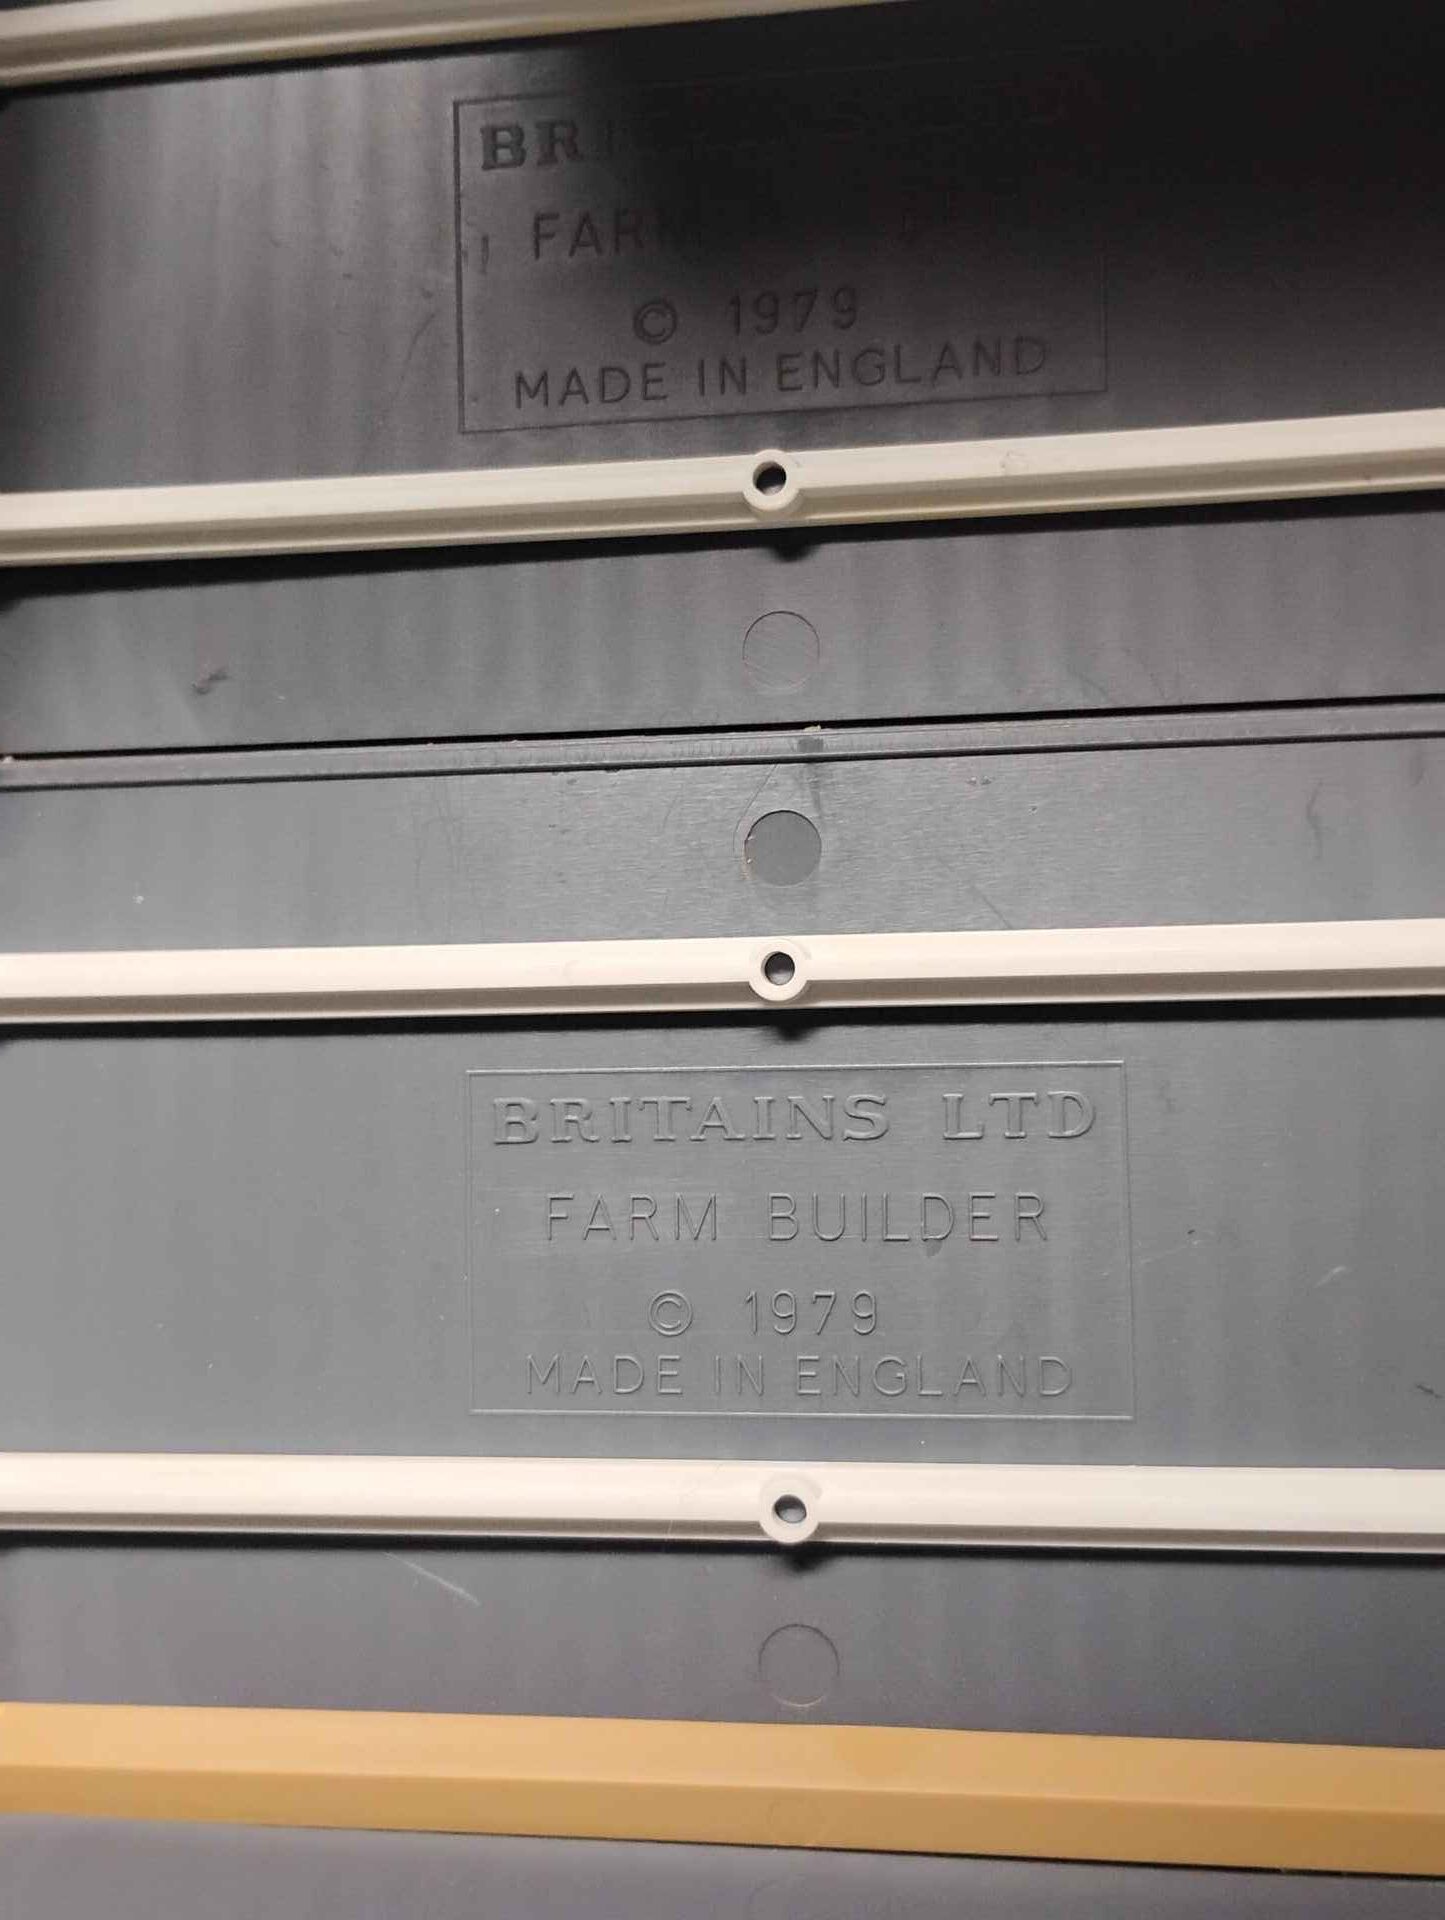 BR
FAR
© 1979
MADE IN ENGLAND
BRITAINS LTD
FARM BUILDER
© 1979
MADE IN ENGLAND